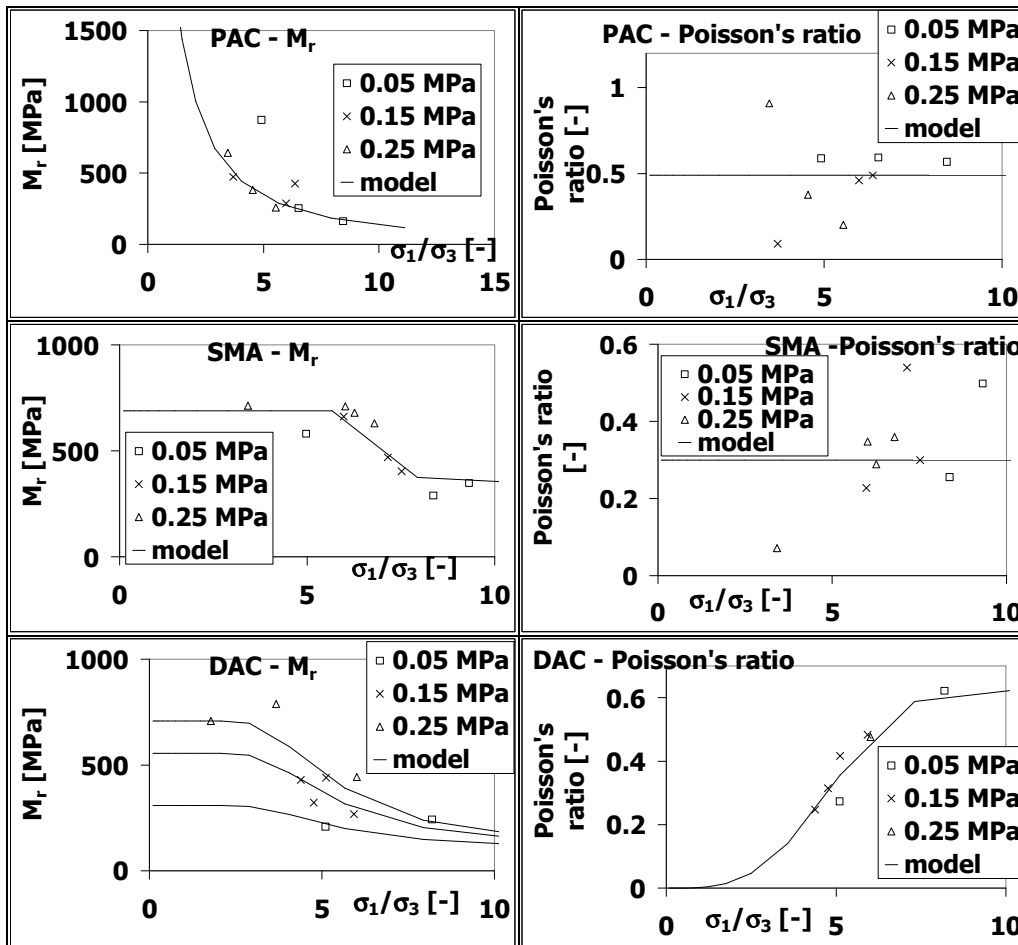 PAC - Mr
1500
1000
500
0
Mr [MPa]
0.05 MPa
0.15 MPa
0.25 MPa
model
σ1/σ3 [-]
0 5 10 15
PAC - Poisson's ratio
1
0.5
0
Poisson's
ratio [-]
0.05 MPa
0.15 MPa
0.25 MPa
model
0 σ1/σ3 5 10
SMA - Mr
1000
500
0
Mr [MPa]
0.05 MPa
0.15 MPa
0.25 MPa
model
σ1/σ3 [-]
0 5 10
SMA -Poisson's ratio
0.6
0.4
0.2
0
Poisson's ratio
[-]
0.05 MPa
0.15 MPa
0.25 MPa
model
0 σ1/σ3 [-] 5 10
DAC - Mr
1000
500
0
Mr [MPa]
0.05 MPa
0.15 MPa
0.25 MPa
model
0 5 σ1/σ3 [-] 10
DAC - Poisson's ratio
0.6
0.4
0.2
0
Poisson's
ratio [-]
0.05 MPa
0.15 MPa
0.25 MPa
model
0 σ1/σ3 [-] 5 10